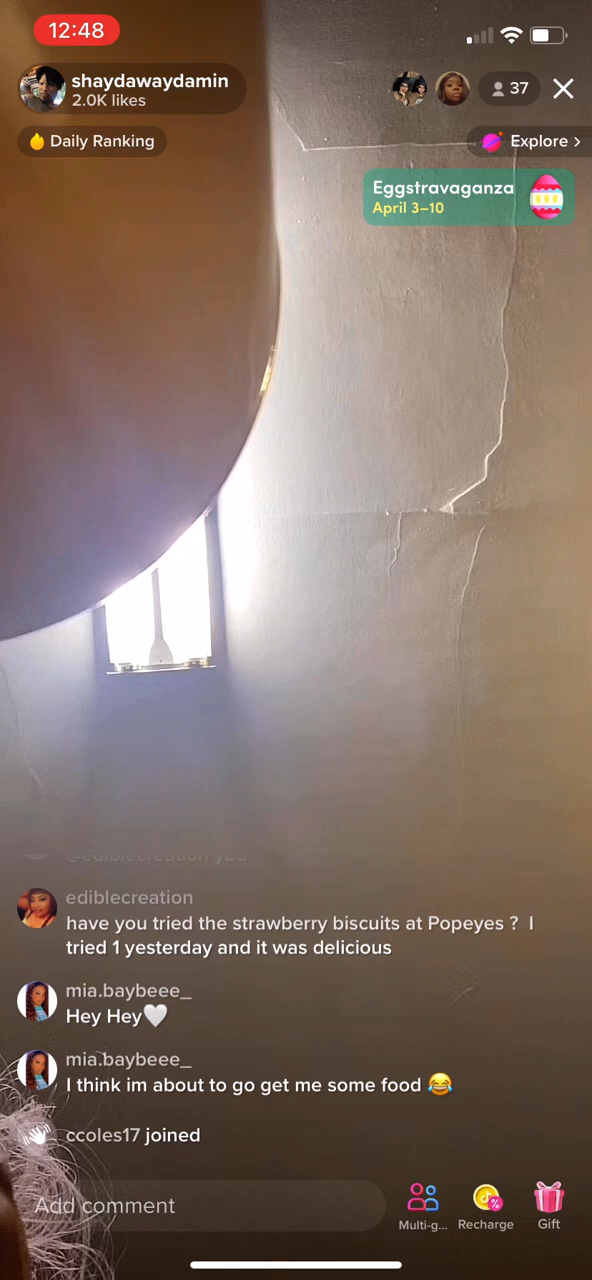 12:48
shaydawaydamin
2.0K likes
37
Daily Ranking
Explore >
Eggstravaganza
April 3–10
ediblecreation
have you tried the strawberry biscuits at Popeyes ? I
tried 1 yesterday and it was delicious
mia.baybeee_
Hey Hey🤍
mia.baybeee_
I think im about to go get me some food 😂
ccoles17 joined
Add comment
Multi-g...
Recharge
Gift